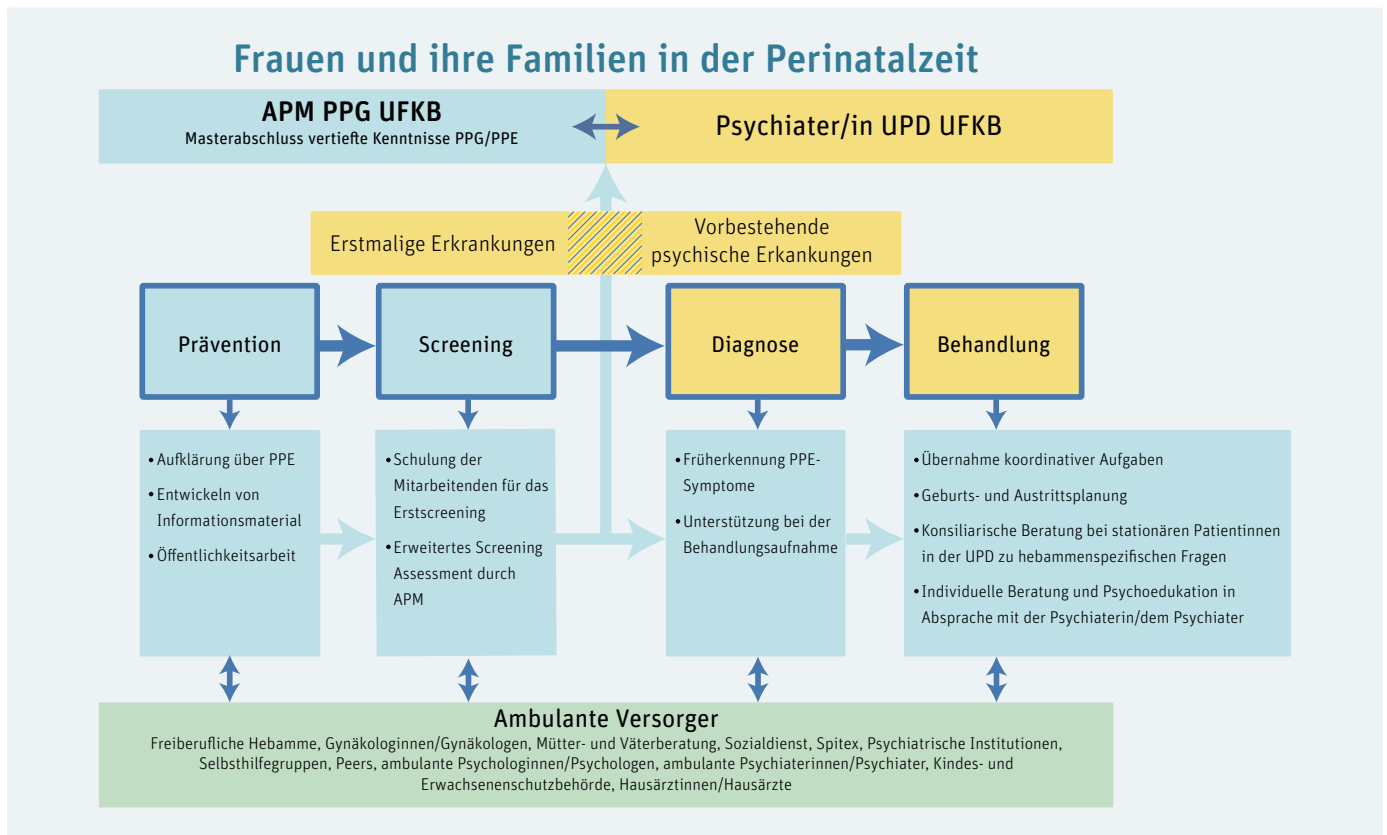 Frauen und ihre Familien in der Perinatalzeit
APM PPG UFKB
Masterabschluss vertiefte Kenntnisse PPG/PPE
Psychiater/in UPD UFKB
Erstmalige Erkrankungen
Vorbestehende
psychische Erkankungen
Prävention
Screening
Diagnose
Behandlung
• Aufklärung über PPE
• Entwickeln von
Informationsmaterial
• Öffentlichkeitsarbeit
• Schulung der
Mitarbeitenden für das
Erstscreening
• Erweitertes Screening
Assessment durch
APM
• Früherkennung PPE-
Symptome
• Unterstützung bei der
Behandlungsaufnahme
• Übernahme koordinativer Aufgaben
• Geburts- und Austrittsplanung
• Konsiliarische Beratung bei stationären Patientinnen
in der UPD zu hebammenspezifischen Fragen
• Individuelle Beratung und Psychoedukation in
Absprache mit der Psychiaterin/dem Psychiater
Ambulante Versorger
Freiberufliche Hebamme, Gynäkologinnen/Gynäkologen, Mütter- und Väterberatung, Sozialdienst, Spitex, Psychiatrische Institutionen,
Selbsthilfegruppen, Peers, ambulante Psychologinnen/Psychologen, ambulante Psychiaterinnen/Psychiater, Kindes- und
Erwachsenenschutzbehörde, Hausärztinnen/Hausärzte